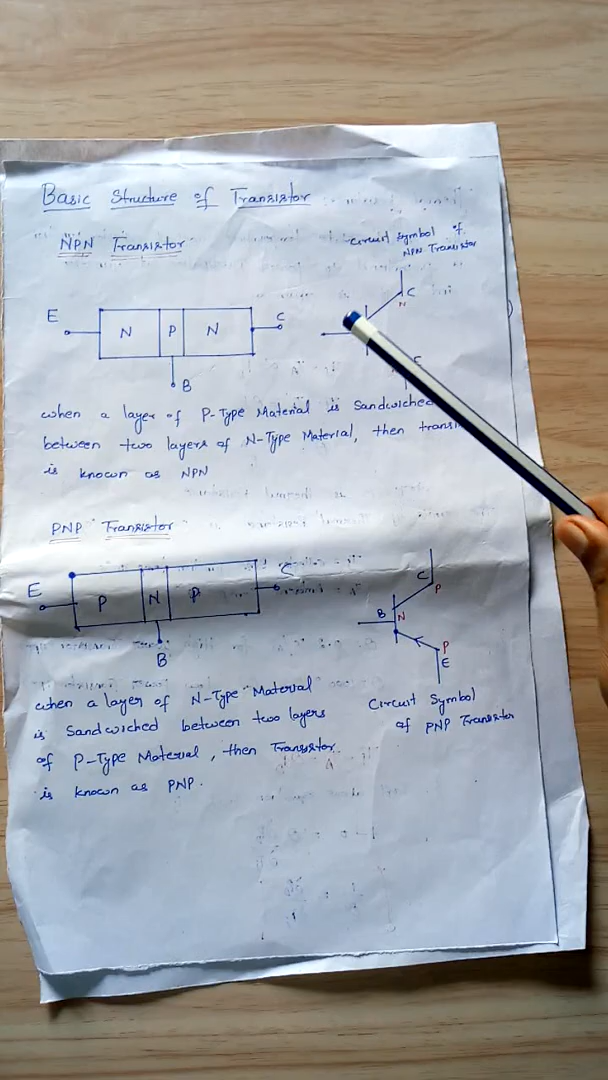 Basic Structure of Transistor
NPN Transistor
Circuit Symbol of
NPN Transistor
E
N
P
N
C
B
C
N
E
when a layer of P-Type Material is Sandwiched
between two layers of N-Type Material, then
is known as NPN
PNP Transistor
E
P
N
P
C
B
C
P
B
N
P
E
Circuit Symbol
of PNP Transistor
when a layer of N-Type Material
is Sandwiched between two layers
of P-Type Material, then Transistor
is known as PNP.